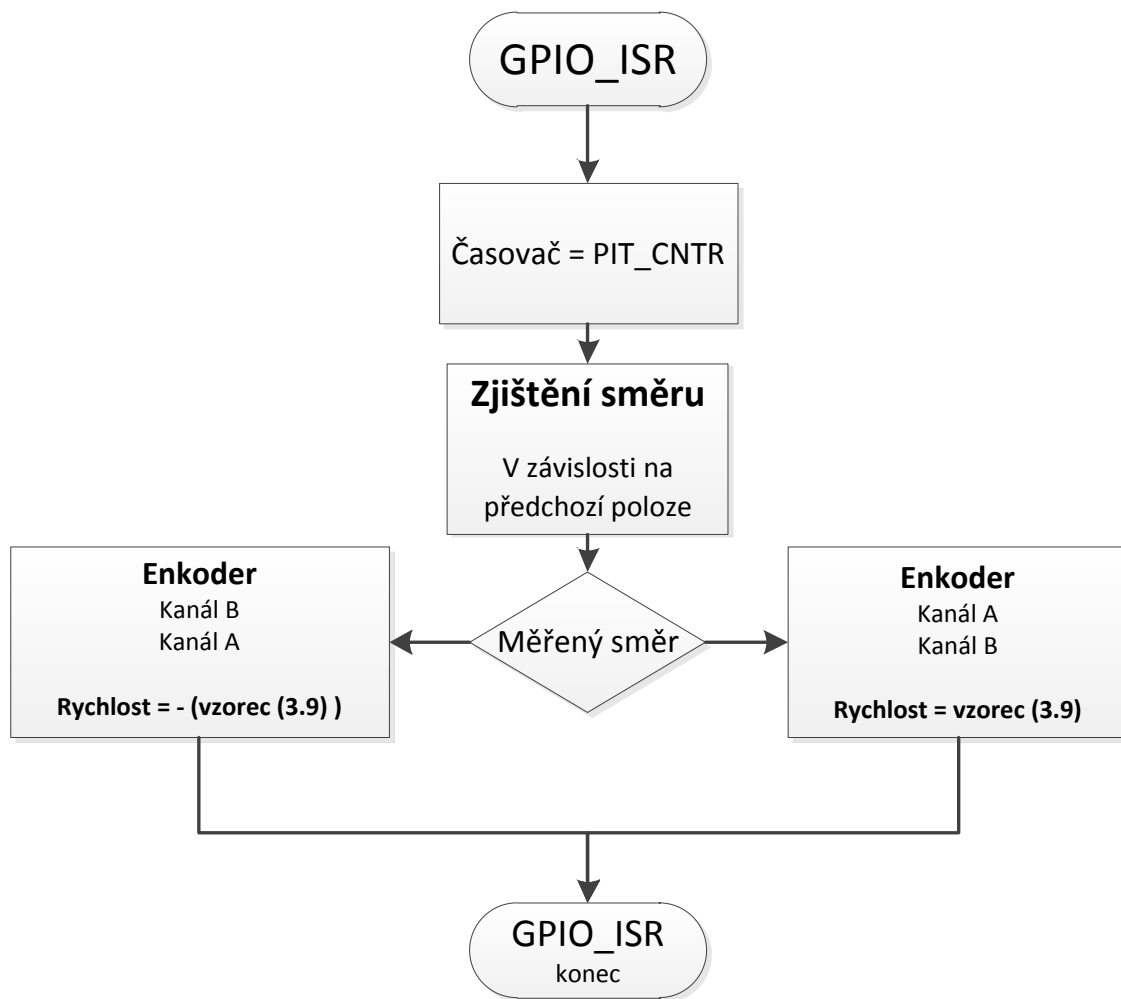 GPIO_ISR
Časovač = PIT_CNTR
Zjištění směru
V závislosti na
předchozí poloze
Enkoder
Kanál B
Kanál A
Rychlost = - (vzorec (3.9) )
Měřený směr
Enkoder
Kanál A
Kanál B
Rychlost = vzorec (3.9)
GPIO_ISR
konec